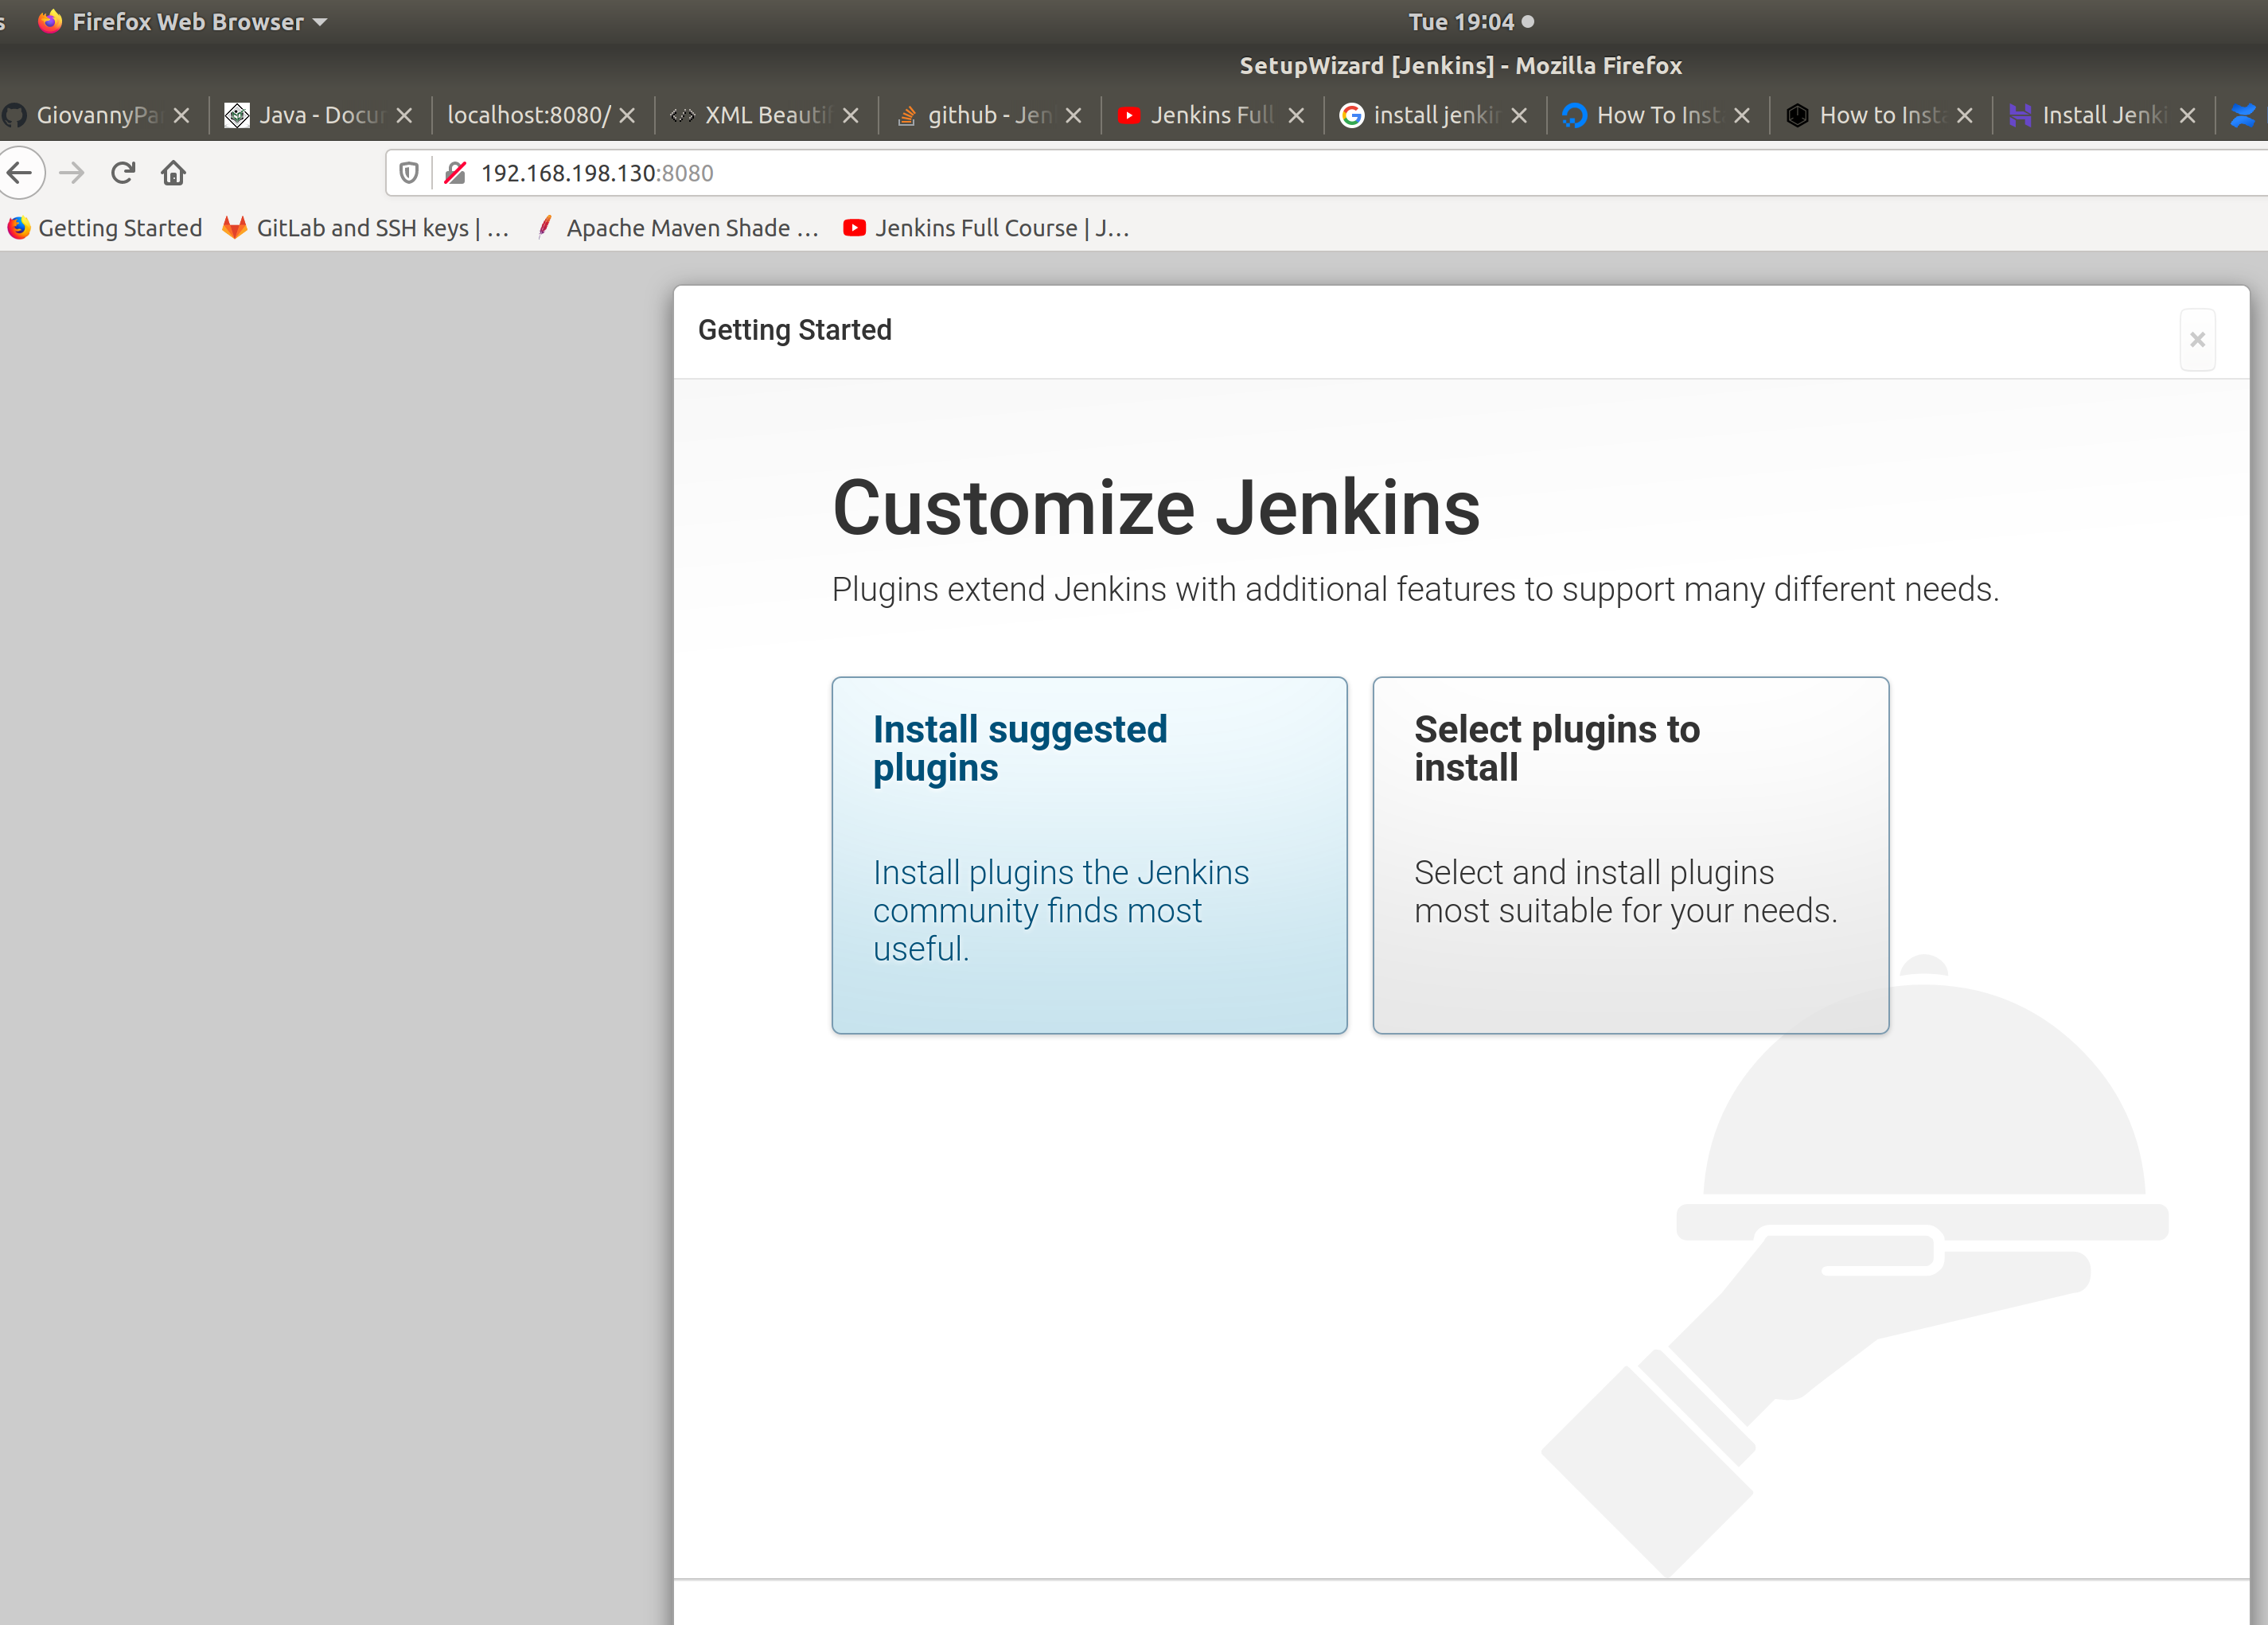 s Firefox Web Browser Tue 19:04
SetupWizard [Jenkins] - Mozilla Firefox
GiovannyPa Java - Docur localhost:8080/ XML Beautif github - Jen Jenkins Full install jenkin How To Inst How to Insta Install Jenki
192.168.198.130:8080
Getting Started GitLab and SSH keys | ... Apache Maven Shade ... Jenkins Full Course | J...
Getting Started
×
Customize Jenkins
Plugins extend Jenkins with additional features to support many different needs.
Install suggested
plugins
Install plugins the Jenkins
community finds most
useful.
Select plugins to
install
Select and install plugins
most suitable for your needs.